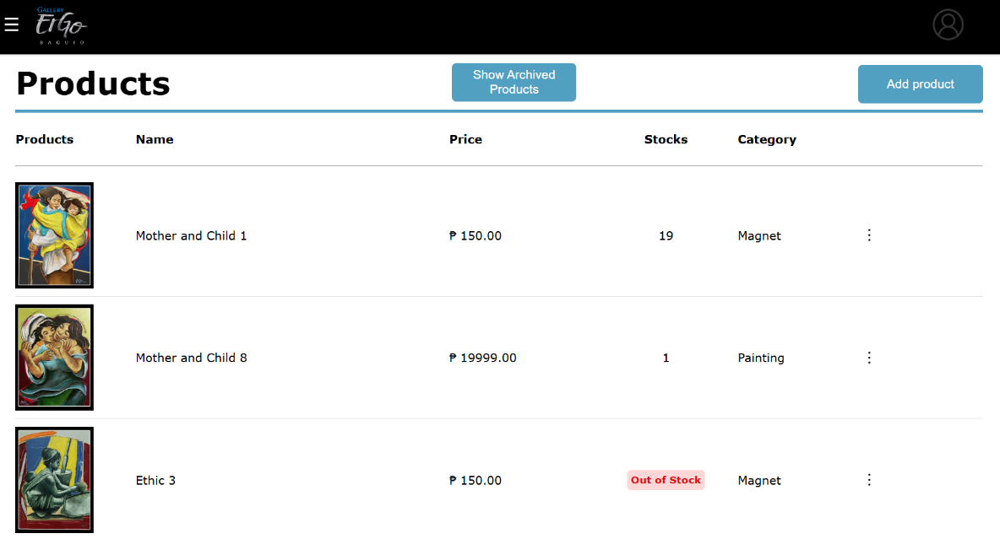 GALLERY
ErGo
BAGUIO
Products
Show Archived
Products
Add product
Products Name Price Stocks Category
Mother and Child 1 ₱ 150.00 19 Magnet
Mother and Child 8 ₱ 19999.00 1 Painting
Ethic 3 ₱ 150.00 Out of Stock Magnet